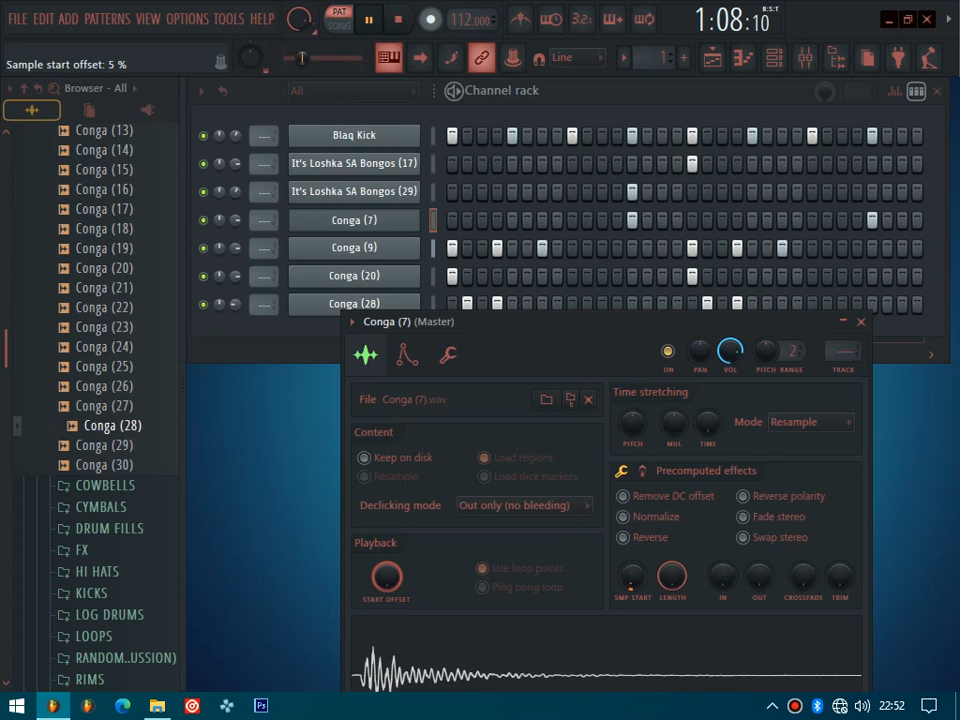 FILE EDIT ADD PATTERNS VIEW OPTIONS TOOLS HELP
PAT
SONG
112.000
3.2.1
1:08:10
B:S:T
Sample start offset: 5 %
Line
1
Browser - All
All
Channel rack
Conga (13)
Conga (14)
Conga (15)
Conga (16)
Conga (17)
Conga (18)
Conga (19)
Conga (20)
Conga (21)
Conga (22)
Conga (23)
Conga (24)
Conga (25)
Conga (26)
Conga (27)
Conga (28)
Conga (29)
Conga (30)
COWBELLS
CYMBALS
DRUM FILLS
FX
HI HATS
KICKS
LOG DRUMS
LOOPS
RANDOM..USSION)
RIMS
Blaq Kick
It's Loshka SA Bongos (17)
It's Loshka SA Bongos (29)
Conga (7)
Conga (9)
Conga (20)
Conga (28)
Conga (7) (Master)
2
ON PAN VOL PITCH RANGE TRACK
File Conga (7).wav
Content
Keep on disk
Load regions
Resample
Load slice markers
Declicking mode Out only (no bleeding)
Playback
Use loop points
Ping pong loop
START OFFSET
Time stretching
Mode Resample
PITCH MUL TIME
Precomputed effects
Remove DC offset
Reverse polarity
Normalize
Fade stereo
Reverse
Swap stereo
SMP START LENGTH IN OUT CROSSFADE TRIM
Ps
22:52